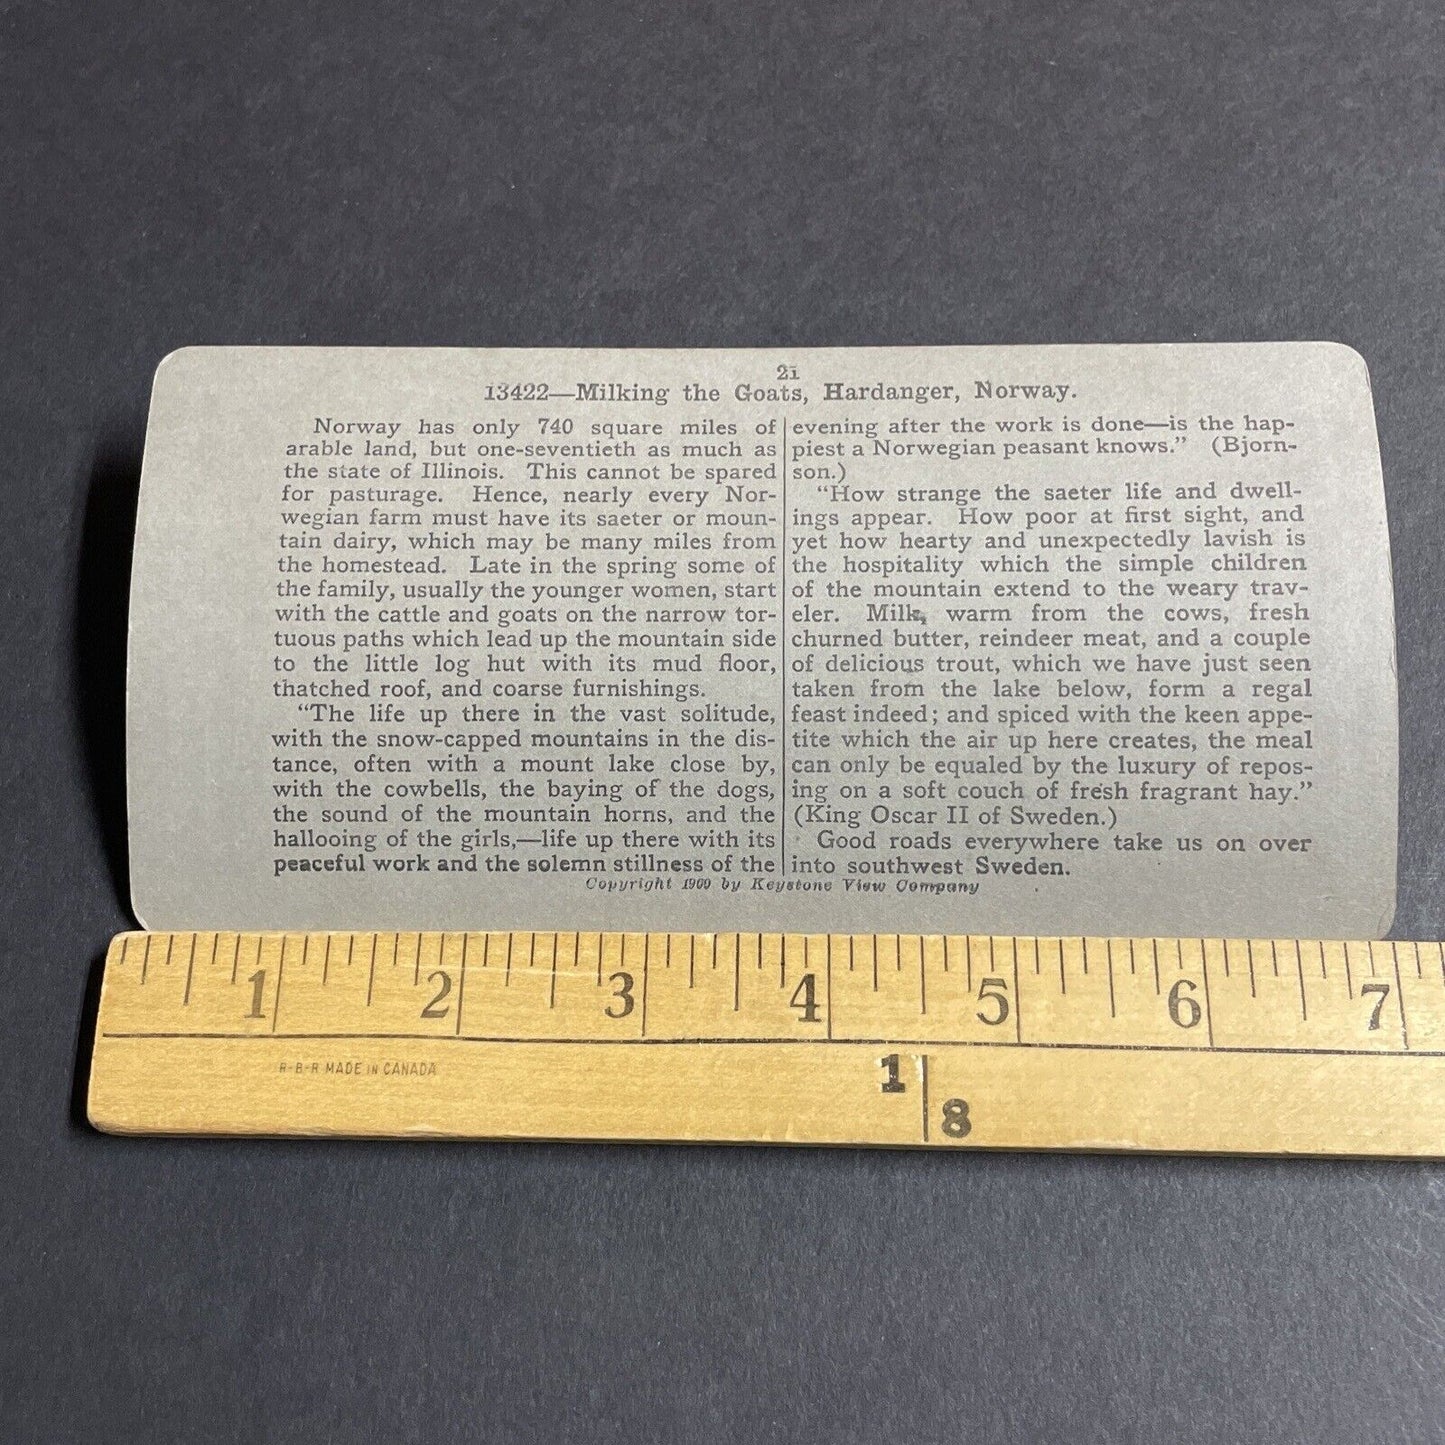 21
13422—Milking the Goats, Hardanger, Norway.
Norway has only 740 square miles of
arable land, but one-seventieth as much as
the state of Illinois. This cannot be spared
for pasturage. Hence, nearly every Nor-
wegian farm must have its saeter or moun-
tain dairy, which may be many miles from
the homestead. Late in the spring some of
the family, usually the younger women, start
with the cattle and goats on the narrow tor-
tuous paths which lead up the mountain side
to the little log hut with its mud floor,
thatched roof, and coarse furnishings.
“The life up there in the vast solitude,
with the snow-capped mountains in the dis-
tance, often with a mount lake close by,
with the cowbells, the baying of the dogs,
the sound of the mountain horns, and the
hallooing of the girls,—life up there with its
peaceful work and the solemn stillness of the
evening after the work is done—is the hap-
piest a Norwegian peasant knows.” (Bjorn-
son.)
“How strange the saeter life and dwell-
ings appear. How poor at first sight, and
yet how hearty and unexpectedly lavish is
the hospitality which the simple children
of the mountain extend to the weary trav-
eler. Milk, warm from the cows, fresh
churned butter, reindeer meat, and a couple
of delicious trout, which we have just seen
taken from the lake below, form a regal
feast indeed; and spiced with the keen appe-
tite which the air up here creates, the meal
can only be equaled by the luxury of repos-
ing on a soft couch of fresh fragrant hay.”
(King Oscar II of Sweden.)
Good roads everywhere take us on over
into southwest Sweden.
Copyright 1909 by Keystone View Company
1 2 3 4 5 6 7
R-B-R MADE IN CANADA
1
8